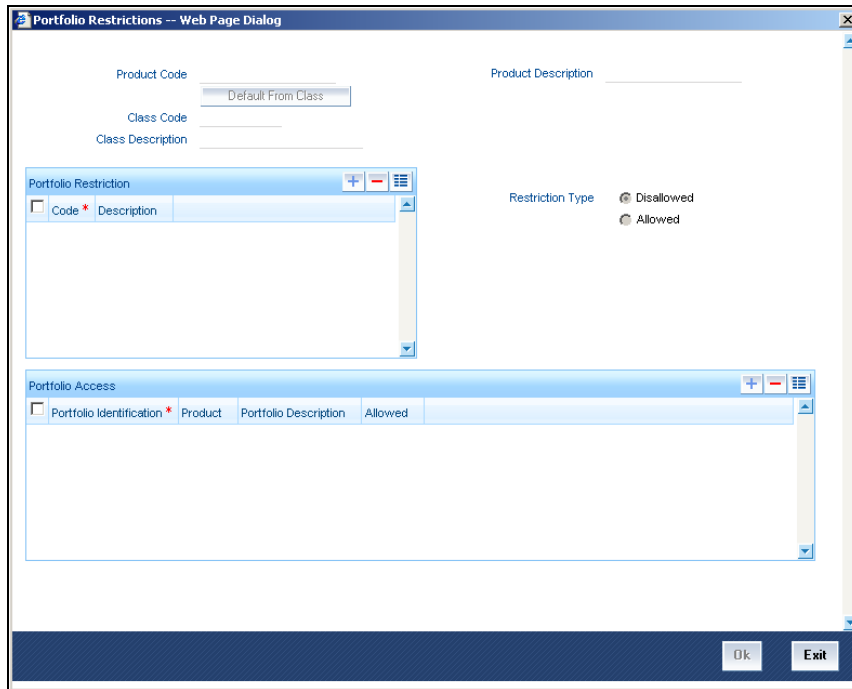 Portfolio Restrictions -- Web Page Dialog
Product Code
Product Description
Default From Class
Class Code
Class Description
Portfolio Restriction
Code * Description
Restriction Type
Disallowed
Allowed
Portfolio Access
Portfolio Identification * Product Portfolio Description Allowed
Ok Exit